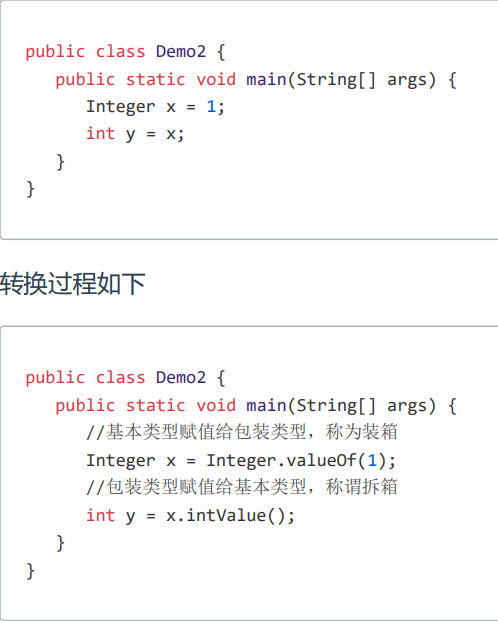 public class Demo2 {
public static void main(String[] args) {
Integer x = 1;
int y = x;
}
}
转换过程如下
public class Demo2 {
public static void main(String[] args) {
//基本类型赋值给包装类型，称为装箱
Integer x = Integer.valueOf(1);
//包装类型赋值给基本类型，称谓拆箱
int y = x.intValue();
}
}